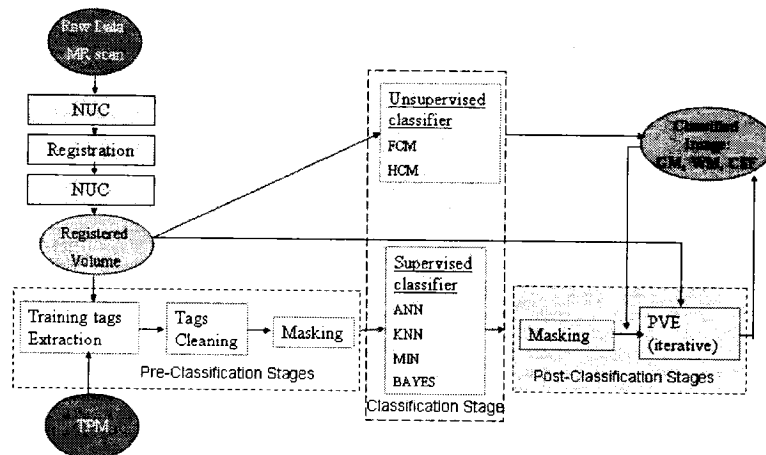 Raw Data
MR scan
NUC
Registration
NUC
Registered
Volume
Training tags
Extraction
Tags
Cleaning
Masking
Pre-Classification Stages
TPM
Unsupervised
classifier
FCM
HCM
Supervised
classifier
ANN
KNN
MIN
BAYES
Classification Stage
Classified
Image:
GM, WM, CSF
Masking
PVE
(iterative)
Post-Classification Stages